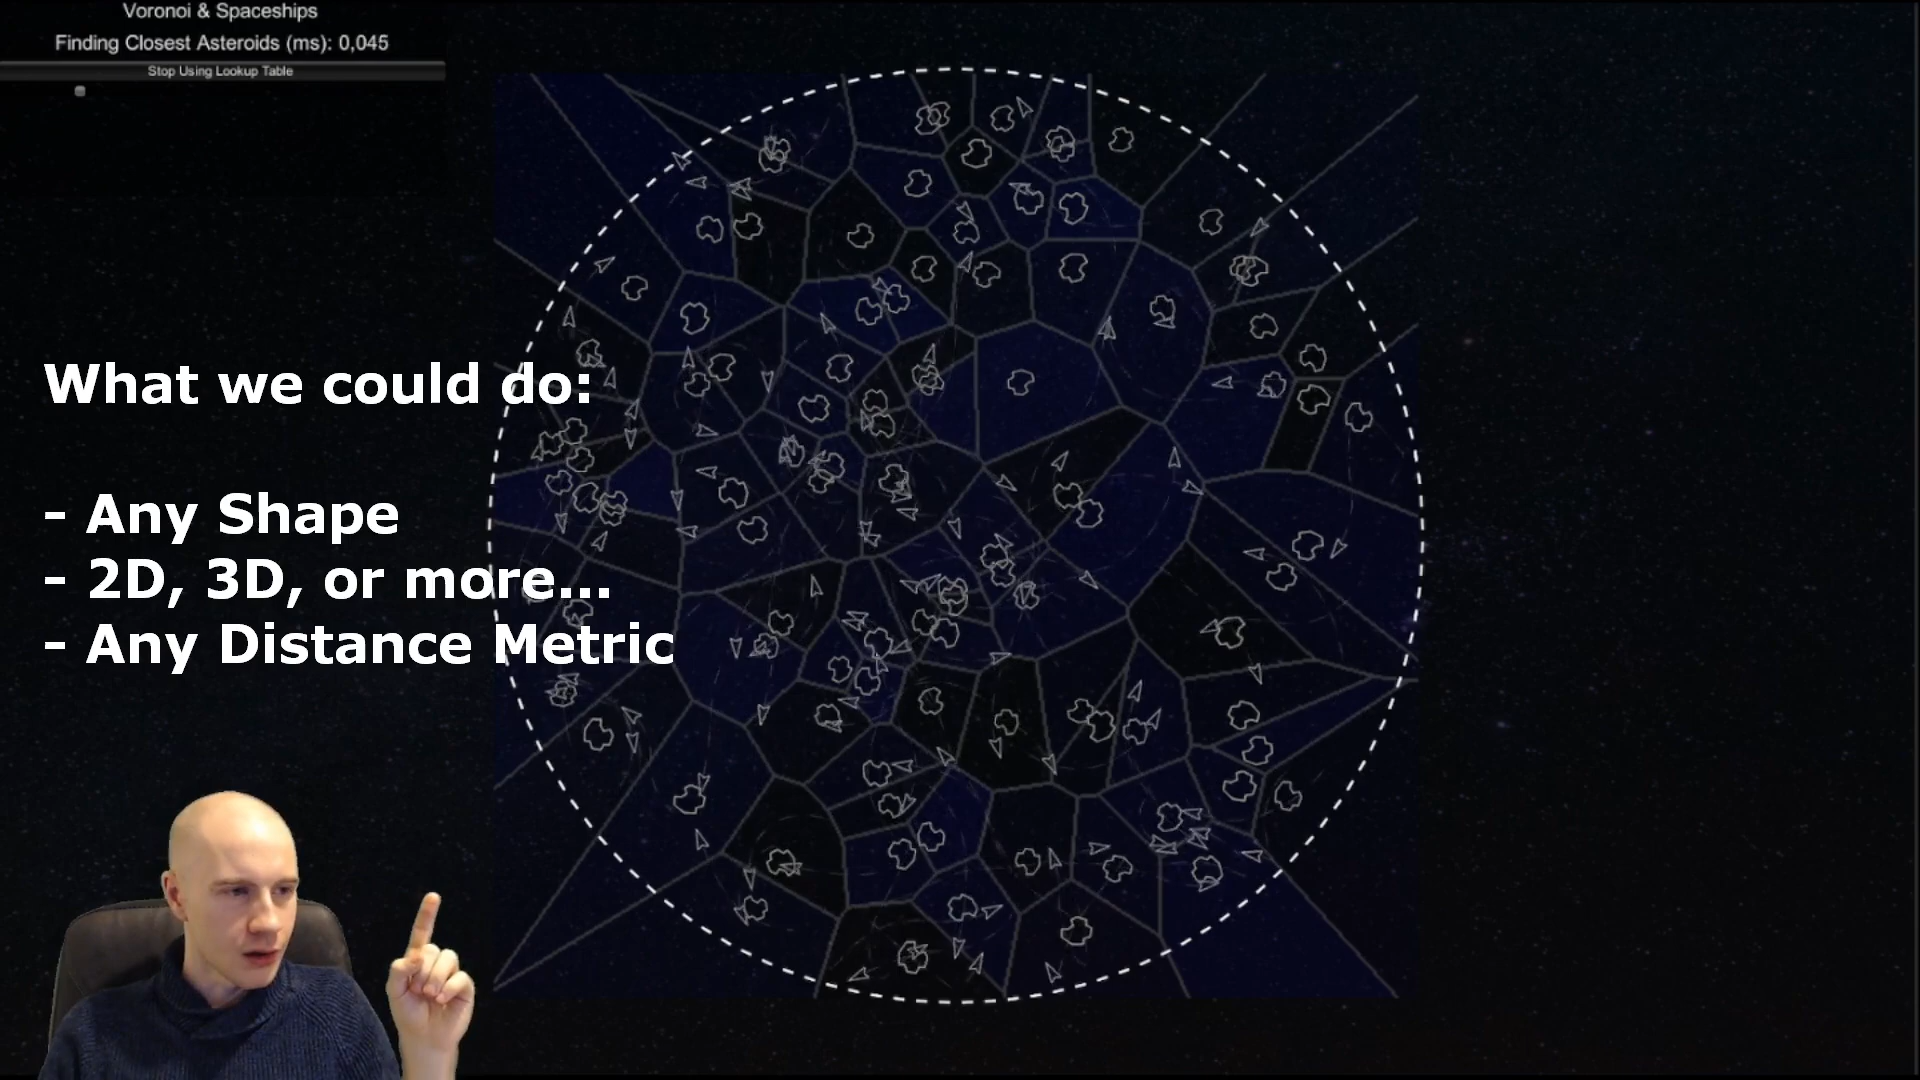 Voronoi & Spaceships
Finding Closest Asteroids (ms): 0,045
Stop Using Lookup Table
What we could do:
- Any Shape
- 2D, 3D, or more...
- Any Distance Metric